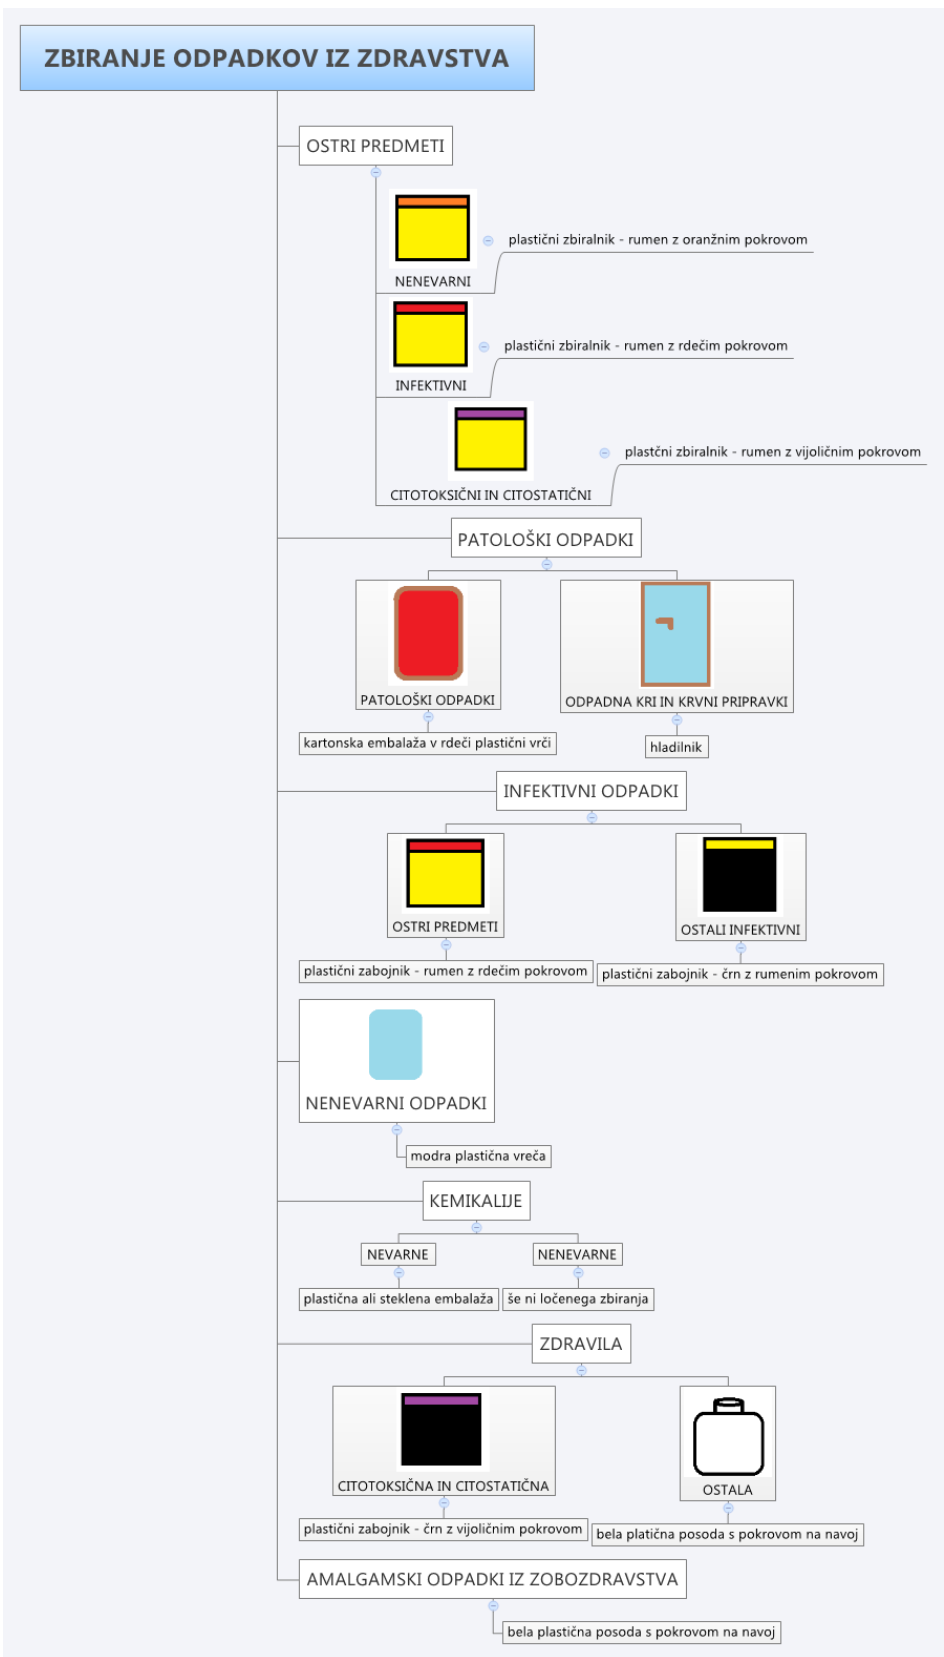 ZBIRANJE ODPADKOV IZ ZDRAVSTVA
OSTRI PREDMETI
plastični zbiralnik - rumen z oranžnim pokrovom
NENEVARNI
plastični zbiralnik - rumen z rdečim pokrovom
INFEKTIVNI
plastčni zbiralnik - rumen z vijoličnim pokrovom
CITOTOKSIČNI IN CITOSTATIČNI
PATOLOŠKI ODPADKI
PATOLOŠKI ODPADKI
ODPADNA KRI IN KRVNI PRIPRAVKI
kartonska embalaža v rdeči plastični vrči
hladilnik
INFEKTIVNI ODPADKI
OSTRI PREDMETI
OSTALI INFEKTIVNI
plastični zabojnik - rumen z rdečim pokrovom
plastični zabojnik - črn z rumenim pokrovom
NENEVARNI ODPADKI
modra plastična vreča
KEMIKALIJE
NEVARNE
NENEVARNE
plastična ali steklena embalaža
še ni ločenega zbiranja
ZDRAVILA
CITOTOKSIČNA IN CITOSTATIČNA
OSTALA
plastični zabojnik - črn z vijoličnim pokrovom
bela platična posoda s pokrovom na navoj
AMALGAMSKI ODPADKI IZ ZOBOZDRAVSTVA
bela plastična posoda s pokrovom na navoj